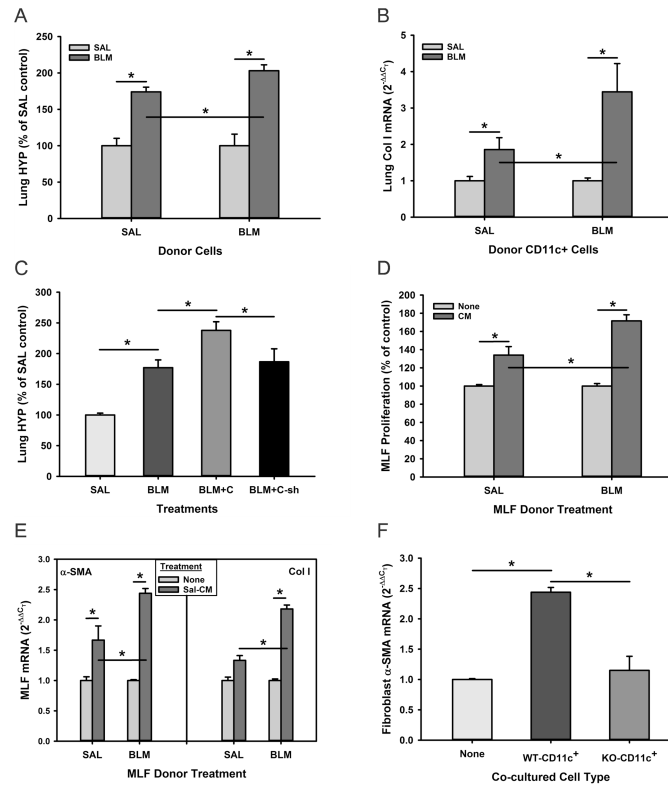 A
SAL
BLM
Lung HYP (% of SAL control)
250
200
150
100
50
0
*
*
*
SAL
BLM
Donor Cells
B
SAL
BLM
Lung Col I mRNA (2-ΔΔCT)
5
4
3
2
1
0
*
*
*
SAL
BLM
Donor CD11c+ Cells
C
Lung HYP (% of SAL control)
300
250
200
150
100
50
0
*
*
*
SAL
BLM
BLM+C
BLM+C-sh
Treatments
D
None
CM
MLF Proliferation (% of control)
200
180
160
140
120
100
80
60
40
20
0
*
*
*
SAL
BLM
MLF Donor Treatment
E
α-SMA
Treatment
None
Sal-CM
Col I
MLF mRNA (2-ΔΔCT)
2.5
2.0
1.5
1.0
0.5
0.0
*
*
*
*
*
SAL
BLM
SAL
BLM
MLF Donor Treatment
F
Fibroblast α-SMA mRNA (2-ΔΔCT)
3.0
2.5
2.0
1.5
1.0
0.5
0.0
*
*
None
WT-CD11c+
KO-CD11c+
Co-cultured Cell Type